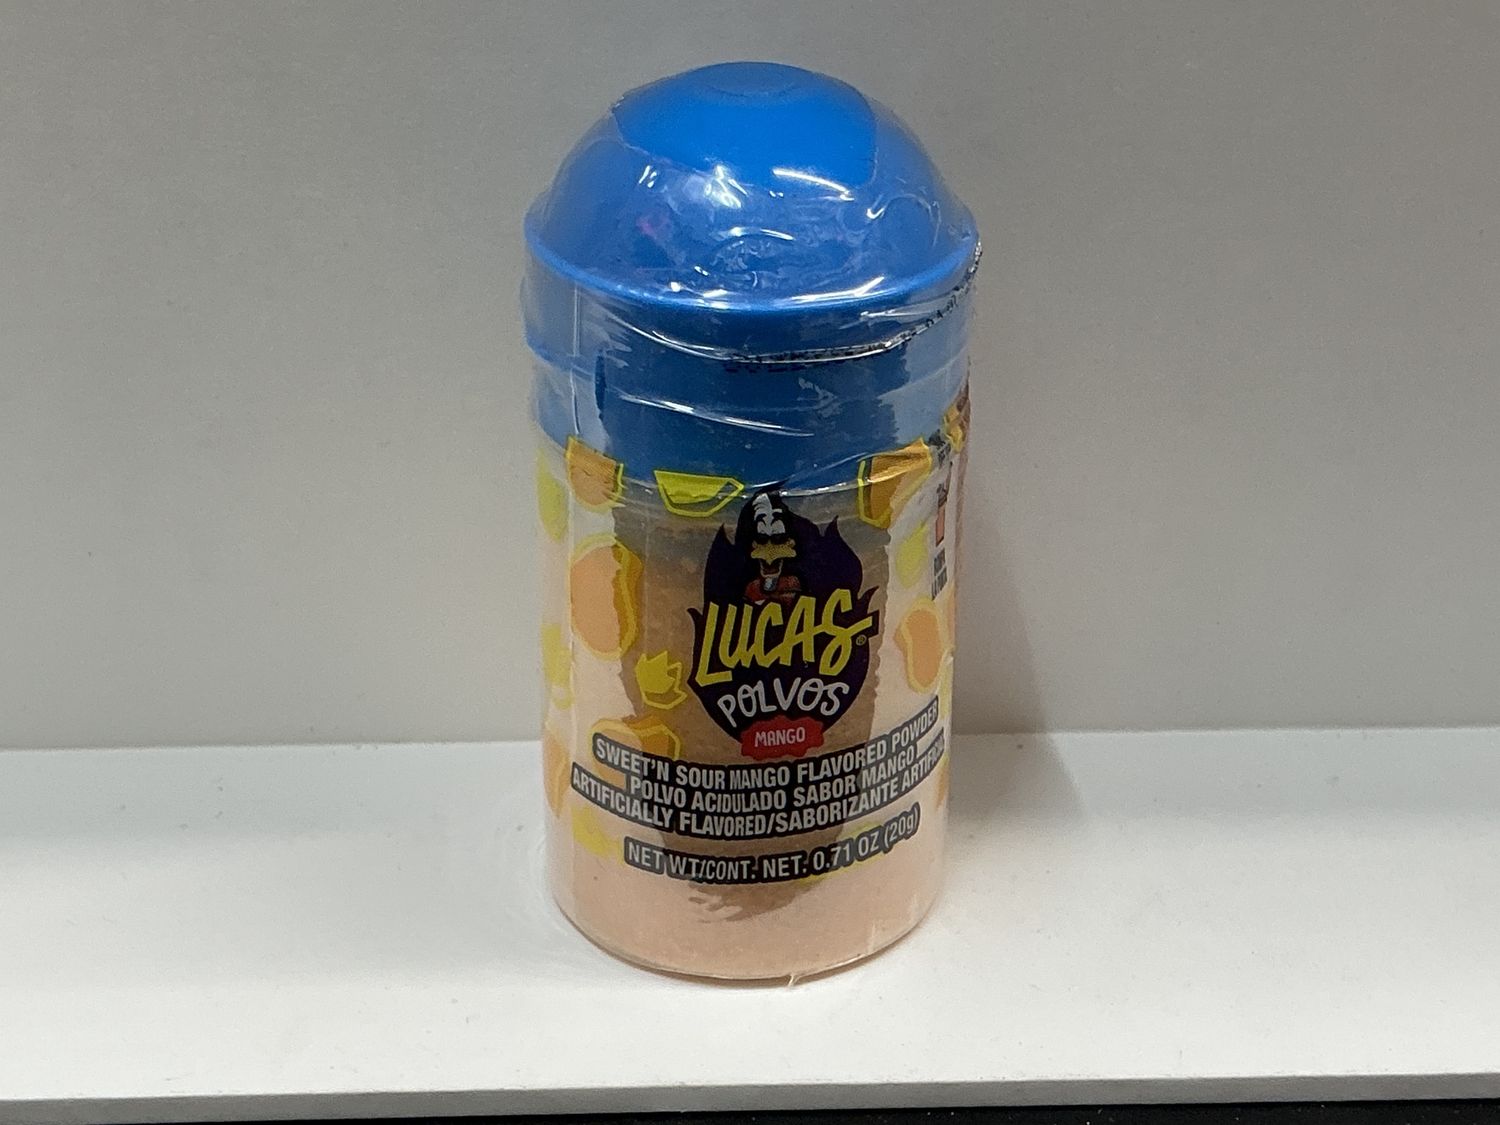 LUCAS®
POLVOS
MANGO
SWEET'N SOUR MANGO FLAVORED POWDER
POLVO ACIDULADO SABOR MANGO
ARTIFICIALLY FLAVORED/SABORIZANTE
NET WT/CONT. NET. 0.71 OZ (20g)